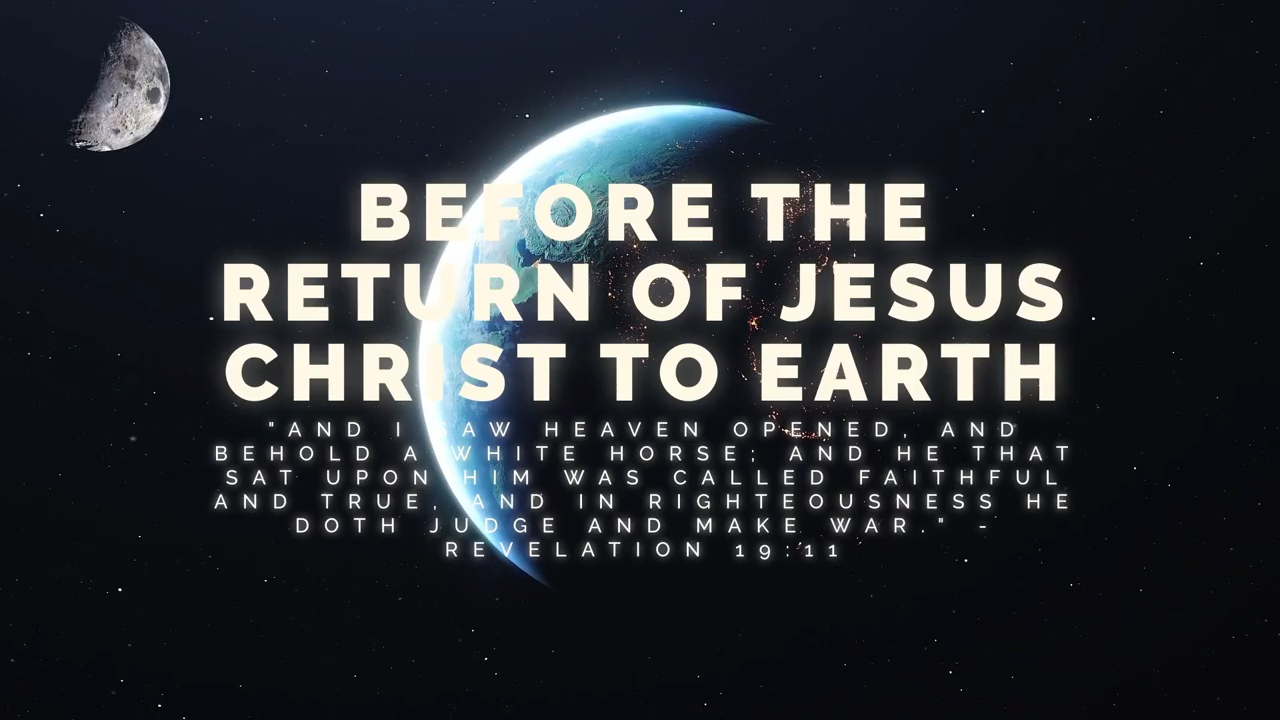 BEFORE THE
RETURN OF JESUS
CHRIST TO EARTH
"AND I SAW HEAVEN OPENED, AND
BEHOLD A WHITE HORSE; AND HE THAT
SAT UPON HIM WAS CALLED FAITHFUL
AND TRUE, AND IN RIGHTEOUSNESS HE
DOTH JUDGE AND MAKE WAR." -
REVELATION 19:11